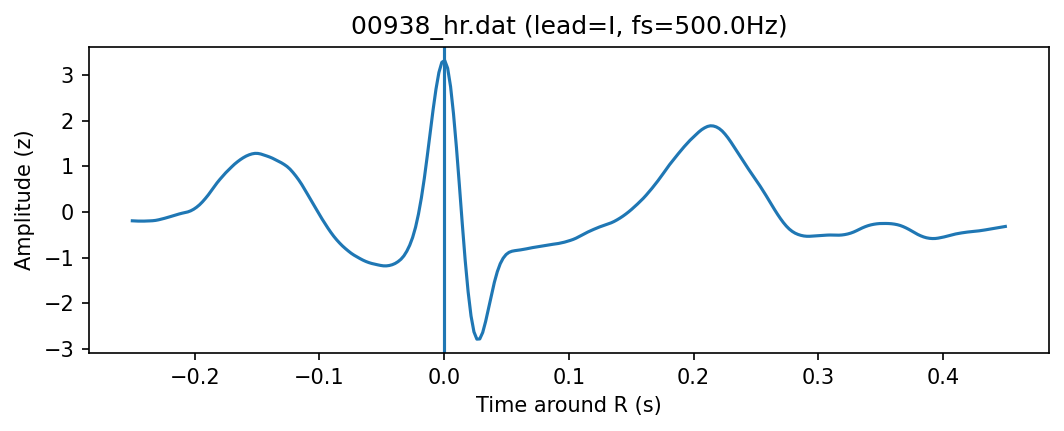 00938_hr.dat (lead=I, fs=500.0Hz)
3
2
1
0
−1
−2
−3
Amplitude (z)
−0.2 −0.1 0.0 0.1 0.2 0.3 0.4
Time around R (s)